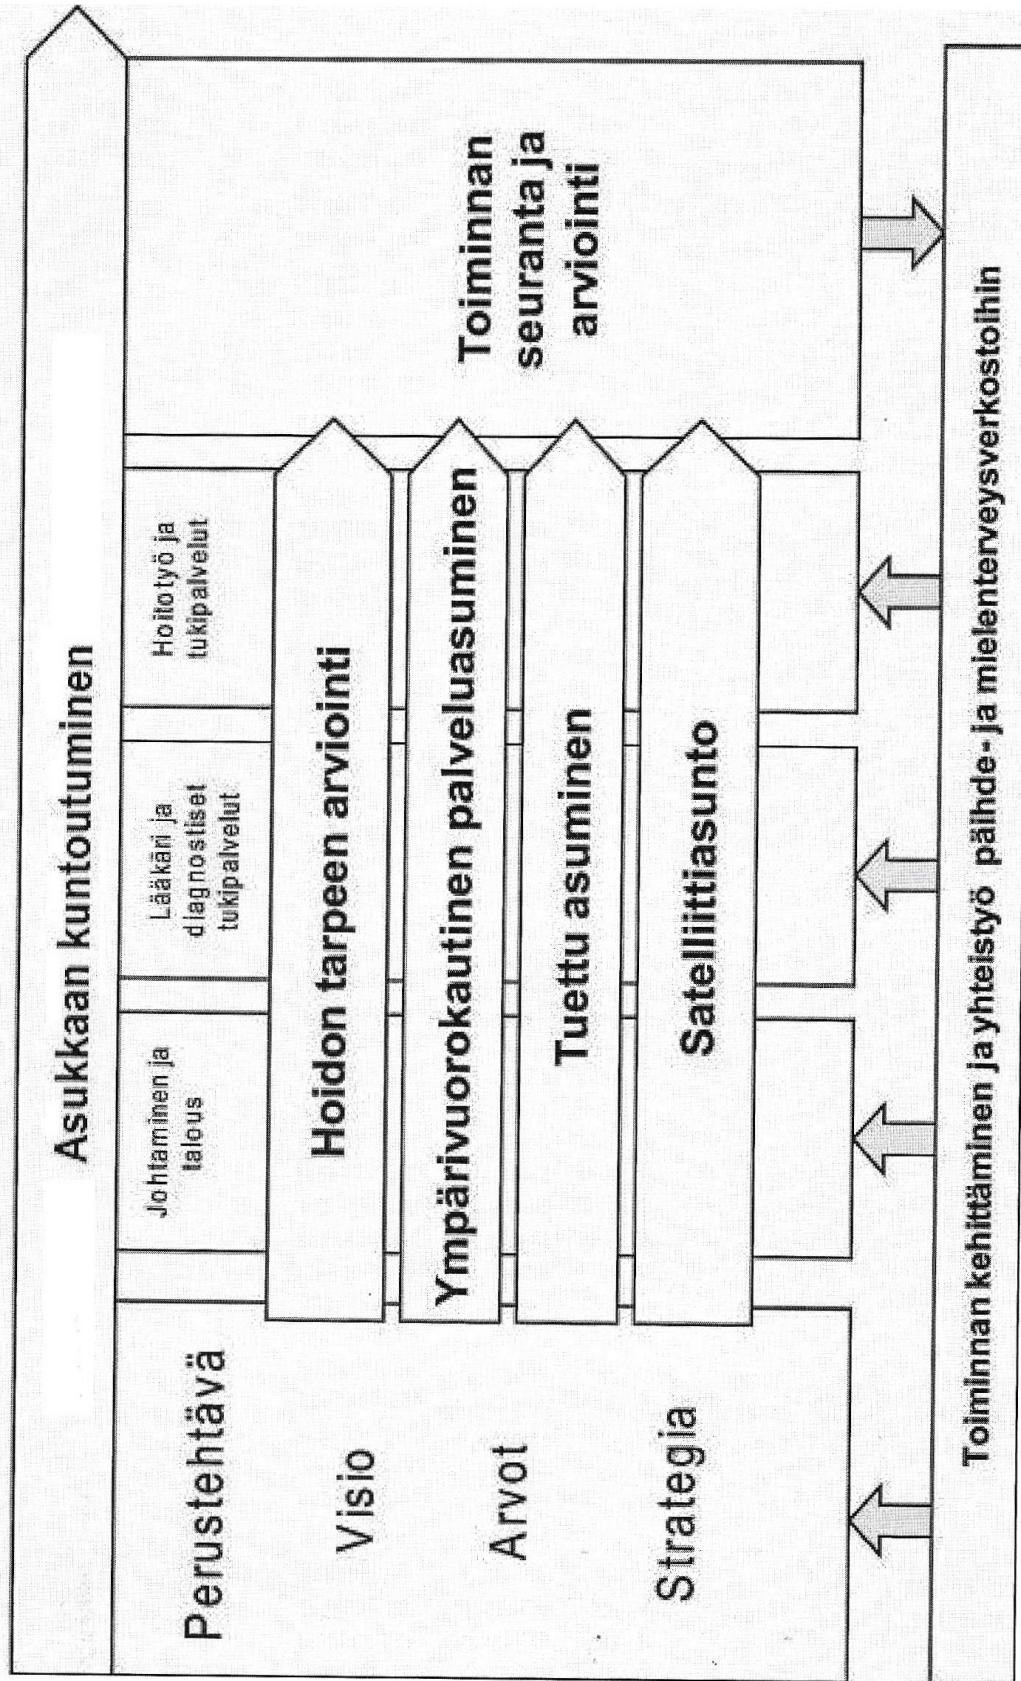 Asukkaan kuntoutuminen
Perustehtävä
Visio
Arvot
Strategia
Johtaminen ja
talous
Lääkäri ja
diagnostiset
tukipalvelut
Hoitotyö ja
tukipalvelut
Hoidon tarpeen arviointi
Ympärivuorokautinen palveluasuminen
Tuettu asuminen
Satelliittiasunto
Toiminnan
seuranta ja
arviointi
Toiminnan kehittäminen ja yhteistyö päihde- ja mielenterveysverkostoihin